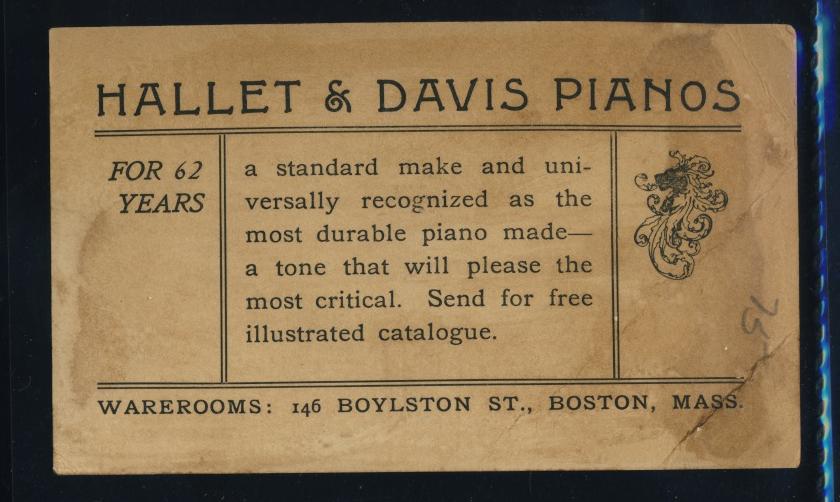 HALLET & DAVIS PIANOS
FOR 62
YEARS
a standard make and uni-
versally recognized as the
most durable piano made—
a tone that will please the
most critical. Send for free
illustrated catalogue.
WAREROOMS: 146 BOYLSTON ST., BOSTON, MASS.